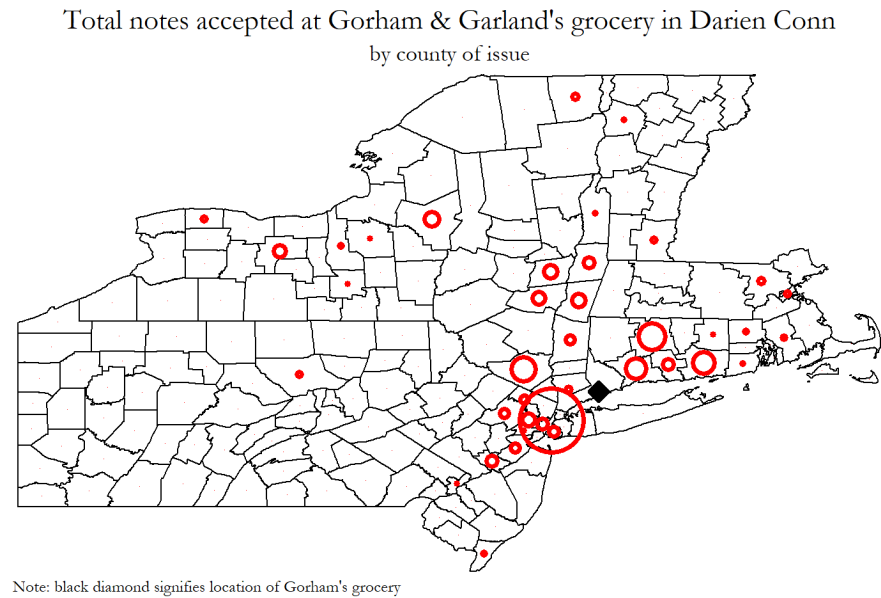 Total notes accepted at Gorham & Garland's grocery in Darien Conn
by county of issue
Note: black diamond signifies location of Gorham's grocery